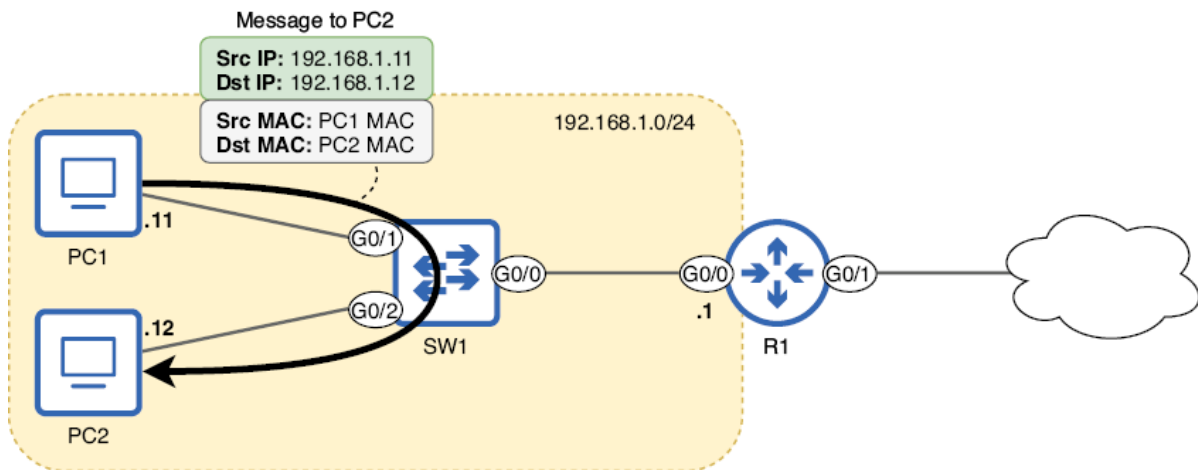 Message to PC2
Src IP: 192.168.1.11
Dst IP: 192.168.1.12
Src MAC: PC1 MAC
Dst MAC: PC2 MAC
192.168.1.0/24
.11
PC1
G0/1
G0/0
G0/0
G0/1
.12
G0/2
.1
SW1
R1
PC2